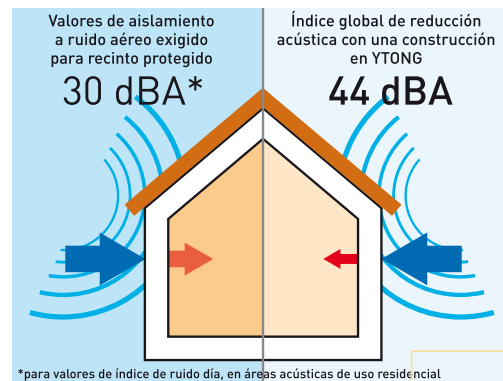 Valores de aislamiento
a ruido aéreo exigido
para recinto protegido
30 dBA*
Índice global de reducción
acústica con una construcción
en YTONG
44 dBA
*para valores de índice de ruido día, en áreas acústicas de uso residencial